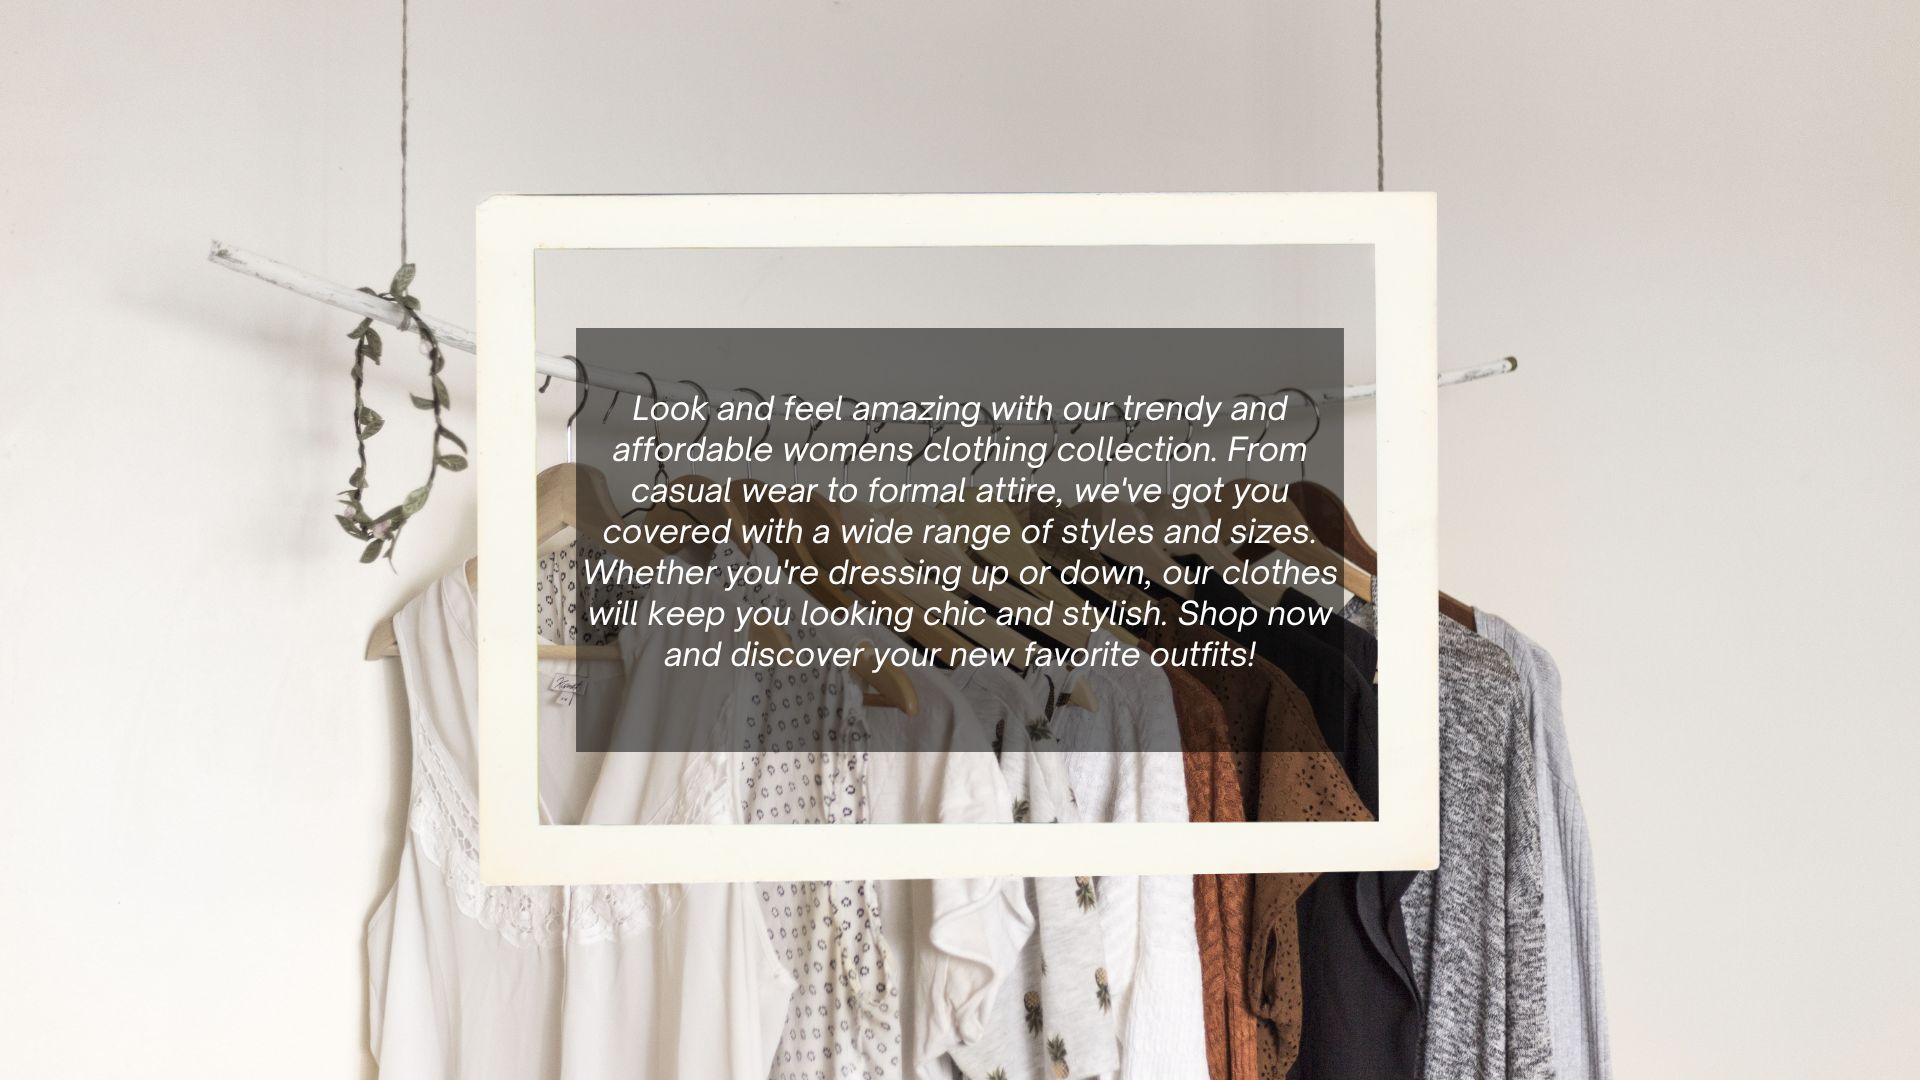 Look and feel amazing with our trendy and
affordable womens clothing collection. From
casual wear to formal attire, we've got you
covered with a wide range of styles and sizes.
Whether you're dressing up or down, our clothes
will keep you looking chic and stylish. Shop now
and discover your new favorite outfits!